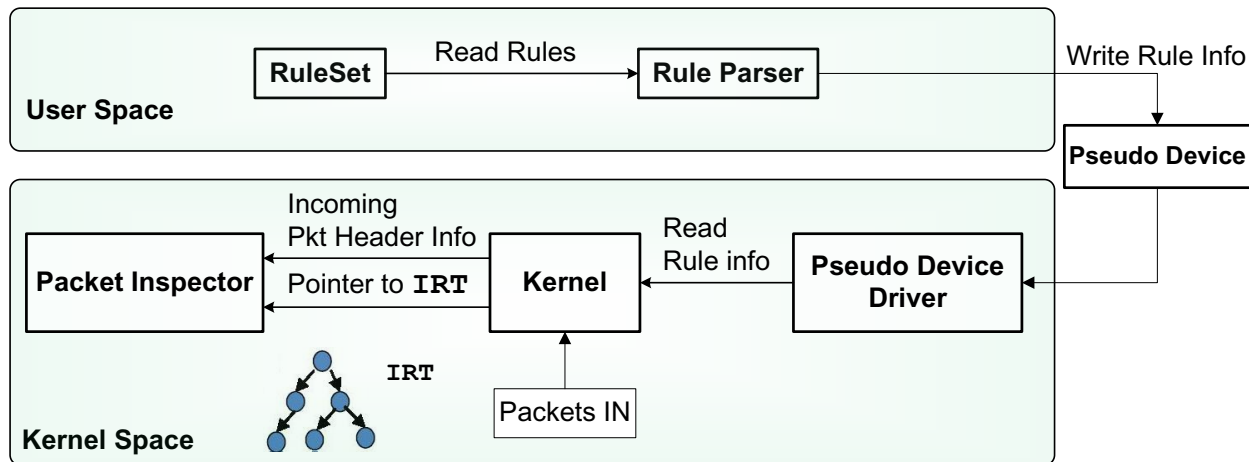 Read Rules
Write Rule Info
RuleSet
Rule Parser
User Space
Pseudo Device
Incoming
Pkt Header Info
Read
Rule info
Packet Inspector
Pointer to IRT
Kernel
Pseudo Device
Driver
IRT
Packets IN
Kernel Space